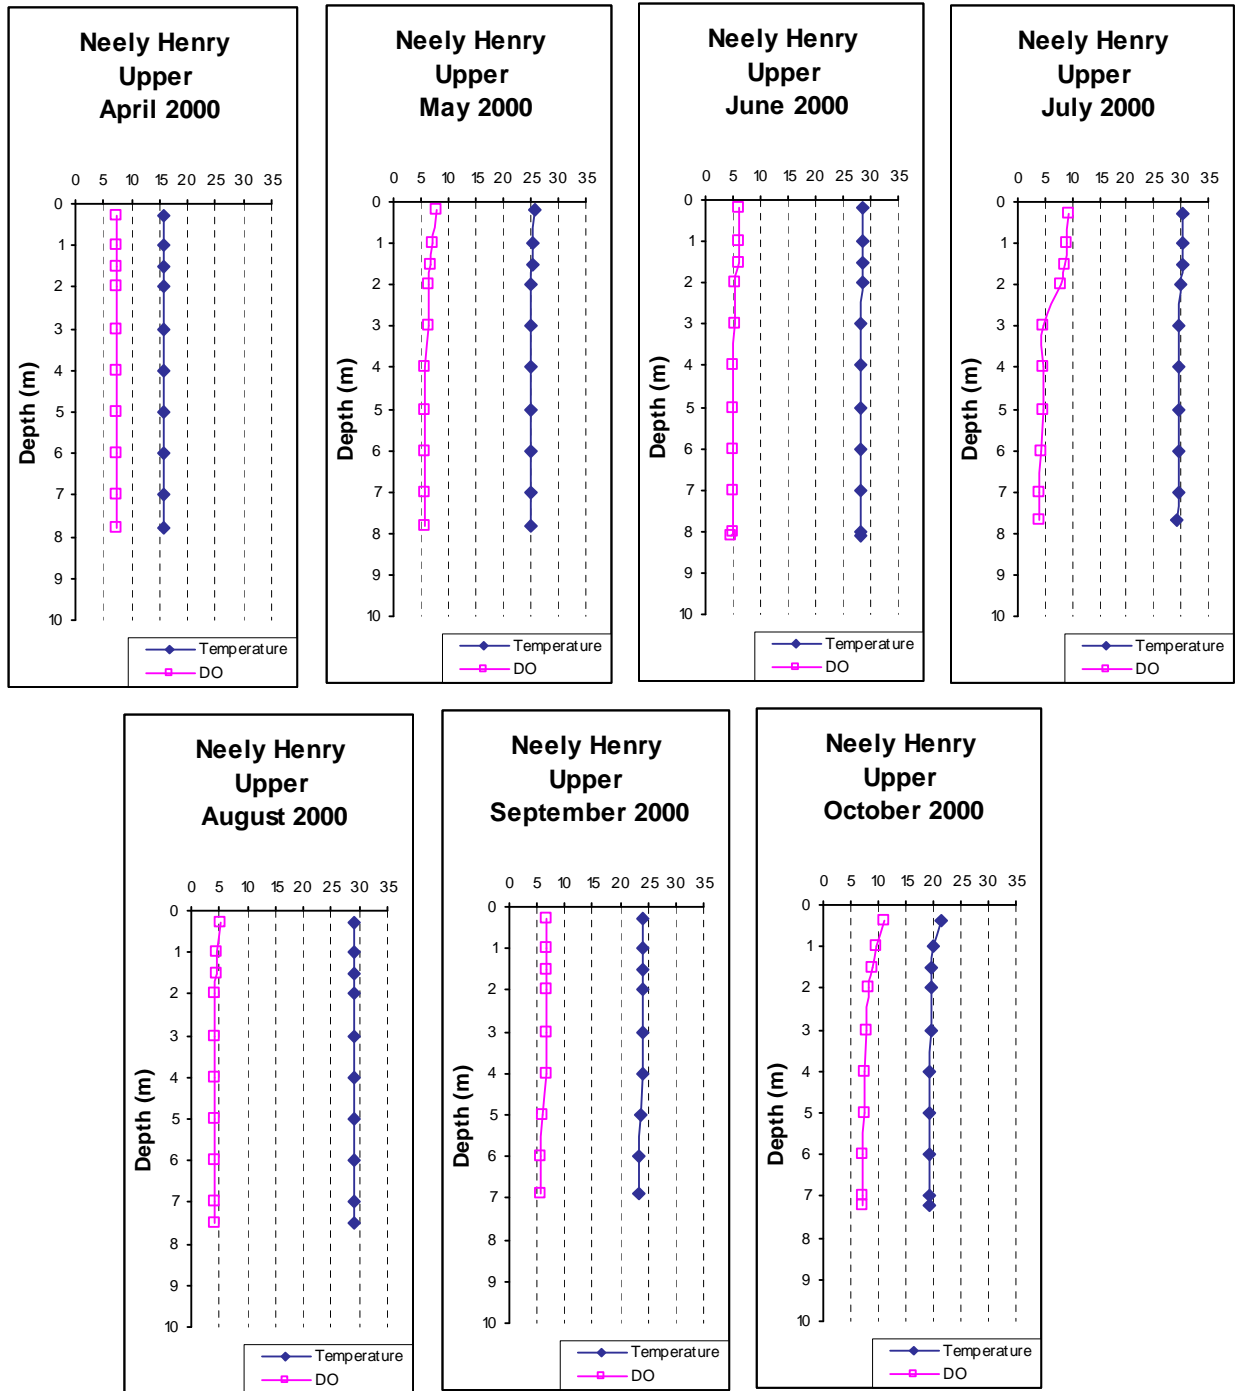 Neely Henry
Upper
April 2000
0 5 10 15 20 25 30 35
0
1
2
3
4
5
6
7
8
9
10
Depth (m)
Temperature
DO
Neely Henry
Upper
May 2000
0 5 10 15 20 25 30 35
0
1
2
3
4
5
6
7
8
9
10
Depth (m)
Temperature
DO
Neely Henry
Upper
June 2000
0 5 10 15 20 25 30 35
0
1
2
3
4
5
6
7
8
9
10
Depth (m)
Temperature
DO
Neely Henry
Upper
July 2000
0 5 10 15 20 25 30 35
0
1
2
3
4
5
6
7
8
9
10
Depth (m)
Temperature
DO
Neely Henry
Upper
August 2000
0 5 10 15 20 25 30 35
0
1
2
3
4
5
6
7
8
9
10
Depth (m)
Temperature
DO
Neely Henry
Upper
September 2000
0 5 10 15 20 25 30 35
0
1
2
3
4
5
6
7
8
9
10
Depth (m)
Temperature
DO
Neely Henry
Upper
October 2000
0 5 10 15 20 25 30 35
0
1
2
3
4
5
6
7
8
9
10
Depth (m)
Temperature
DO